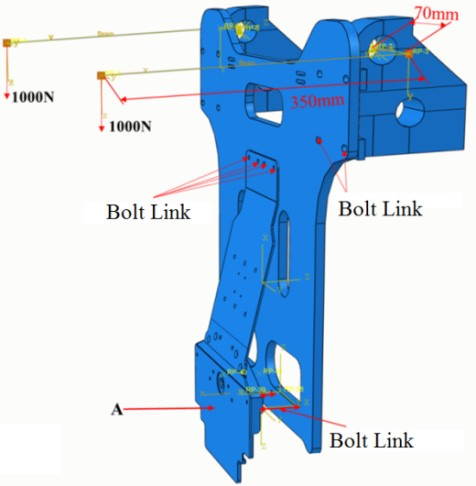 70mm
1000N
350mm
1000N
Bolt Link
Bolt Link
A
Bolt Link